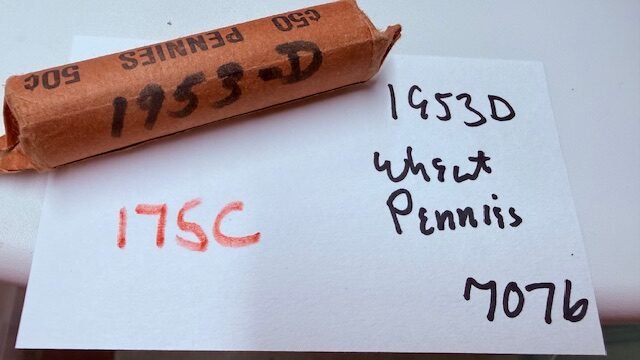 ¢50 PENNIES 50¢
1953-D
1953D
Wheat
Pennies
175C
7076